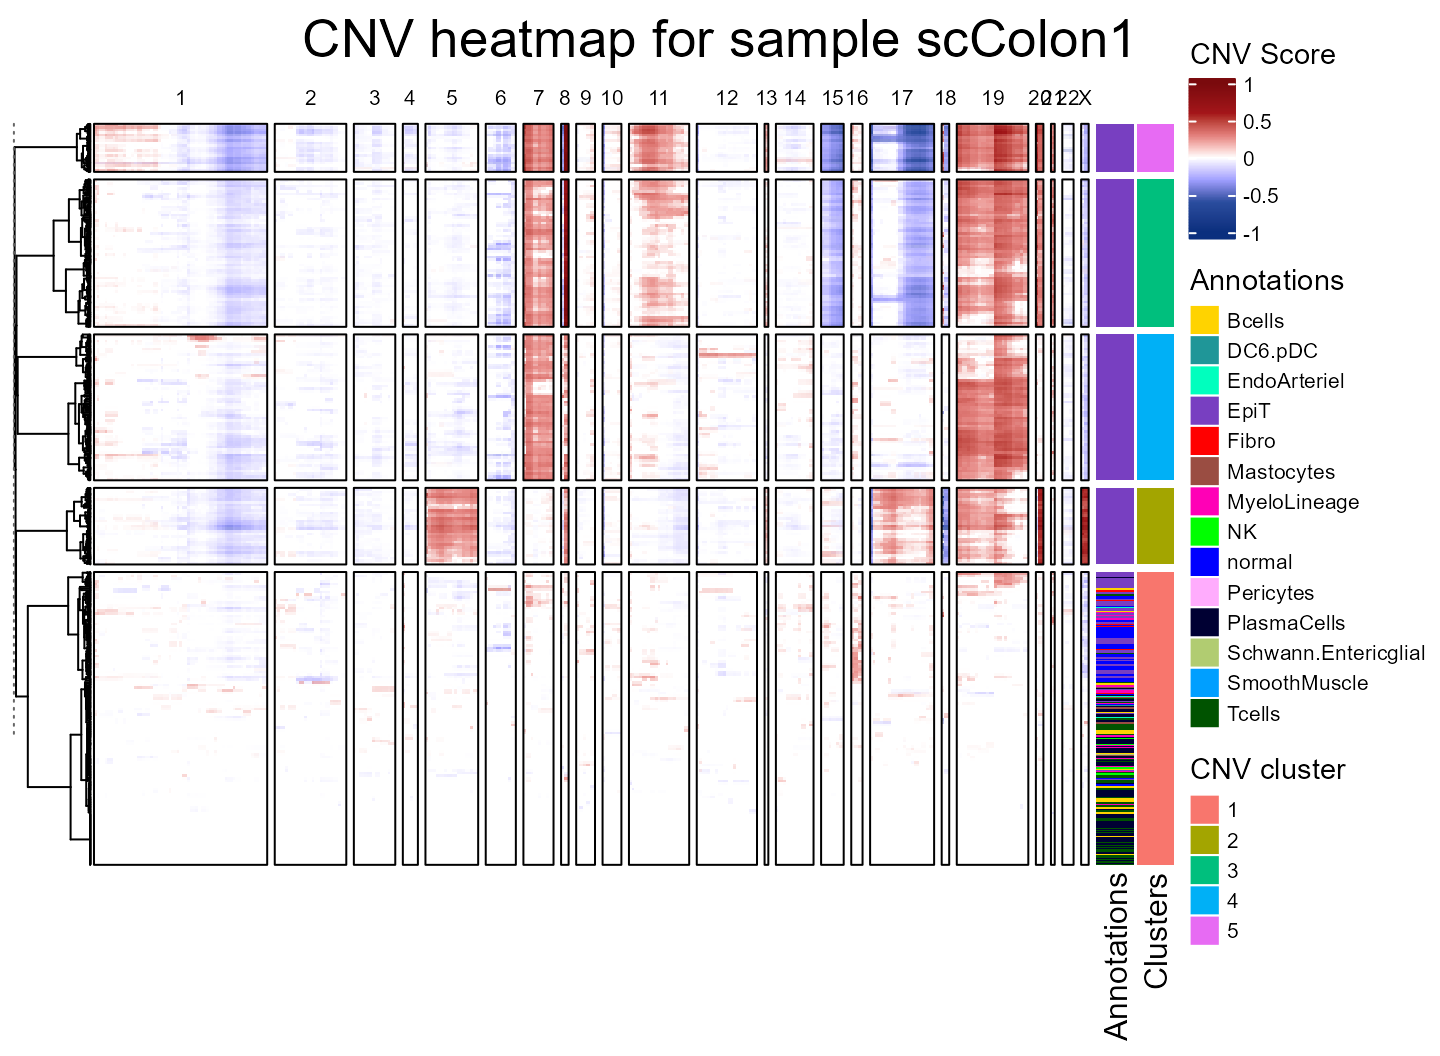 CNV heatmap for sample scColon1
1 2 3 4 5 6 7 8 9 10 11 12 13 14 15 16 17 18 19 20 21 22 X
CNV Score
1
0.5
0
-0.5
-1
Annotations
Bcells
DC6.pDC
EndoArteriel
EpiT
Fibro
Mastocytes
MyeloLineage
NK
normal
Pericytes
PlasmaCells
Schwann.Entericglial
SmoothMuscle
Tcells
CNV cluster
1
2
3
4
5
Annotations
Clusters